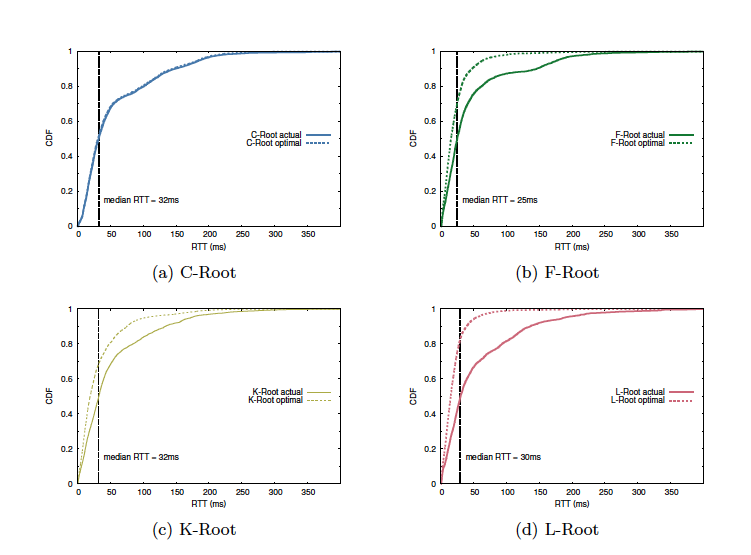 1
0.8
0.6
0.4
0.2
0
CDF
C-Root actual
C-Root optimal
median RTT = 32ms
0 50 100 150 200 250 300 350
RTT (ms)
(a) C-Root
1
0.8
0.6
0.4
0.2
0
CDF
F-Root actual
F-Root optimal
median RTT = 25ms
0 50 100 150 200 250 300 350
RTT (ms)
(b) F-Root
1
0.8
0.6
0.4
0.2
0
CDF
K-Root actual
K-Root optimal
median RTT = 32ms
0 50 100 150 200 250 300 350
RTT (ms)
(c) K-Root
1
0.8
0.6
0.4
0.2
0
CDF
L-Root actual
L-Root optimal
median RTT = 30ms
0 50 100 150 200 250 300 350
RTT (ms)
(d) L-Root